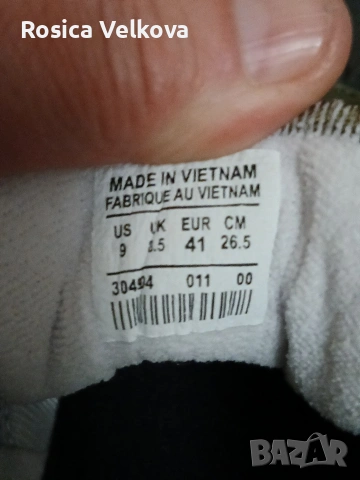 Rosica Velkova
MADE IN VIETNAM
FABRIQUE AU VIETNAM
US UK EUR CM
9 8.5 41 26.5
011 00
BAZAR